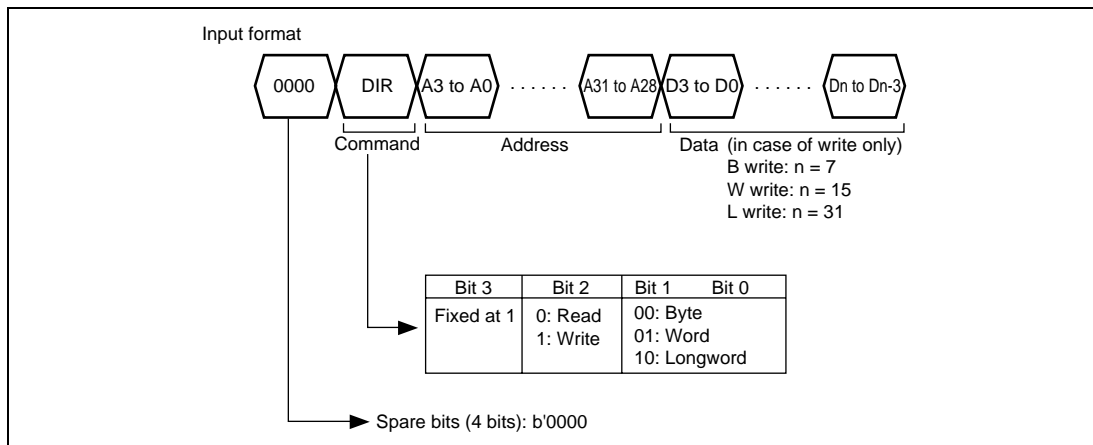 Input format
0000 DIR A3 to A0 · · · · · · A31 to A28 D3 to D0 · · · · · · Dn to Dn-3
Command Address Data (in case of write only)
B write: n = 7
W write: n = 15
L write: n = 31
Bit 3 Bit 2 Bit 1 Bit 0
Fixed at 1 0: Read 00: Byte
1: Write 01: Word
10: Longword
Spare bits (4 bits): b'0000